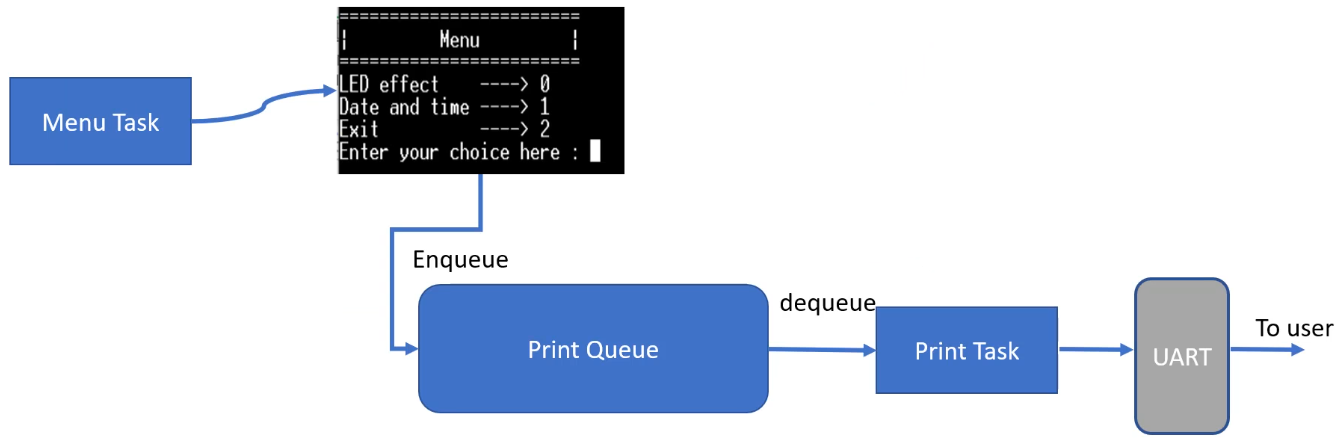 ========================
|         Menu         |
========================
LED effect    ----> 0
Date and time ----> 1
Exit          ----> 2
Enter your choice here :
Menu Task
Enqueue
Print Queue
dequeue
Print Task
UART
To user